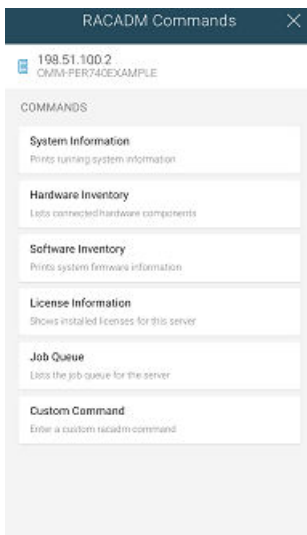 RACADM Commands
198.51.100.2
OMM-PER740EXAMPLE
COMMANDS
System Information
Prints running system information
Hardware Inventory
Lists connected hardware components
Software Inventory
Prints system firmware information
License Information
Shows installed licenses for this server
Job Queue
Lists the job queue for the server
Custom Command
Enter a custom racadm command